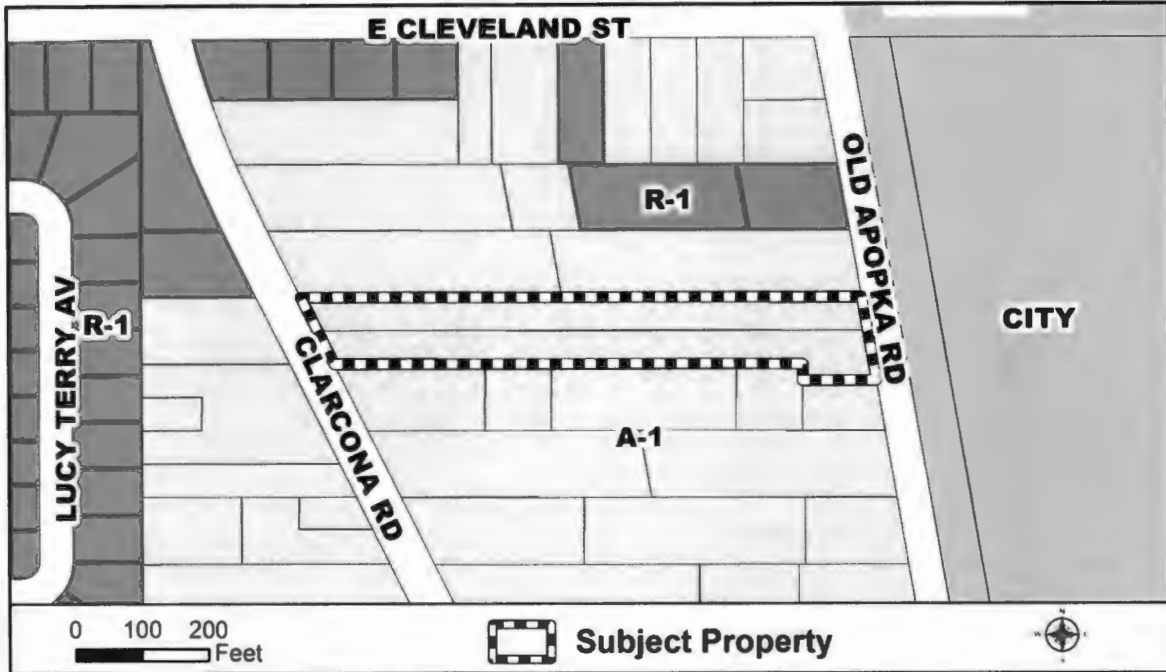 E CLEVELAND ST
OLD APOPKA RD
R-1
CITY
R-1
LUCY TERRY AV
CLARCONA RD
A-1
0 100 200
Feet
Subject Property